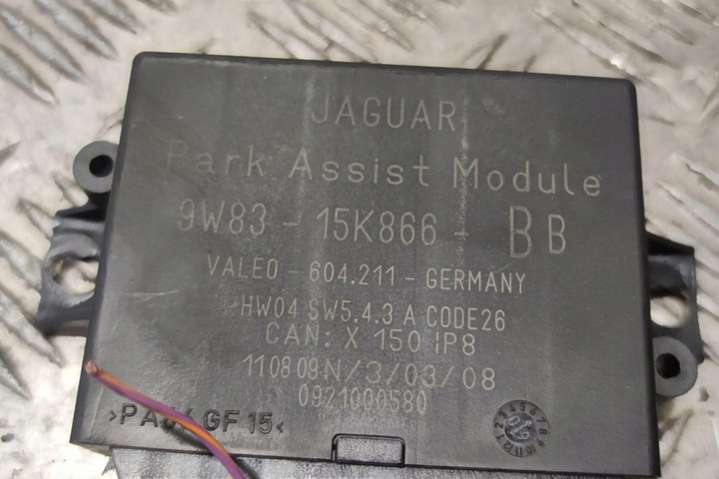 JAGUAR
Park Assist Module
9W83 - 15K866 - BB
VALEO - 604.211 - GERMANY
HW04 SW5.4.3 A CODE26
CAN: X 150 IP8
110809N/3/03/08
0921000580
GF 15<